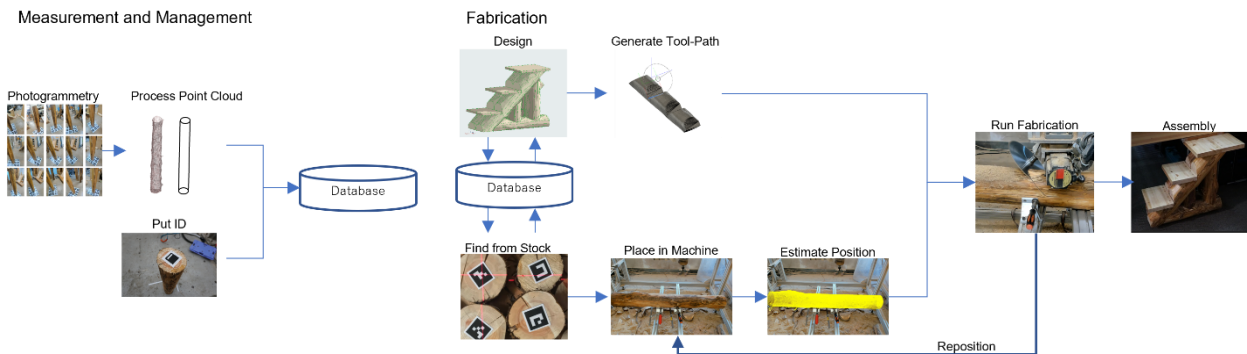 Measurement and Management
Fabrication
Design
Generate Tool-Path
Photogrammetry
Process Point Cloud
Run Fabrication
Assembly
Database
Database
Put ID
Find from Stock
Place in Machine
Estimate Position
Reposition